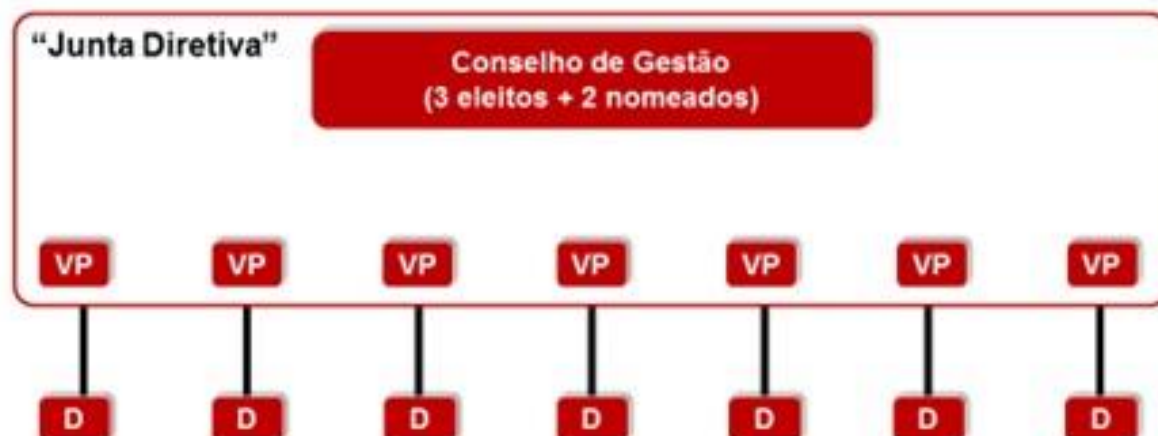 “Junta Diretiva”
Conselho de Gestão
(3 eleitos + 2 nomeados)
VP VP VP VP VP VP VP
D D D D D D D